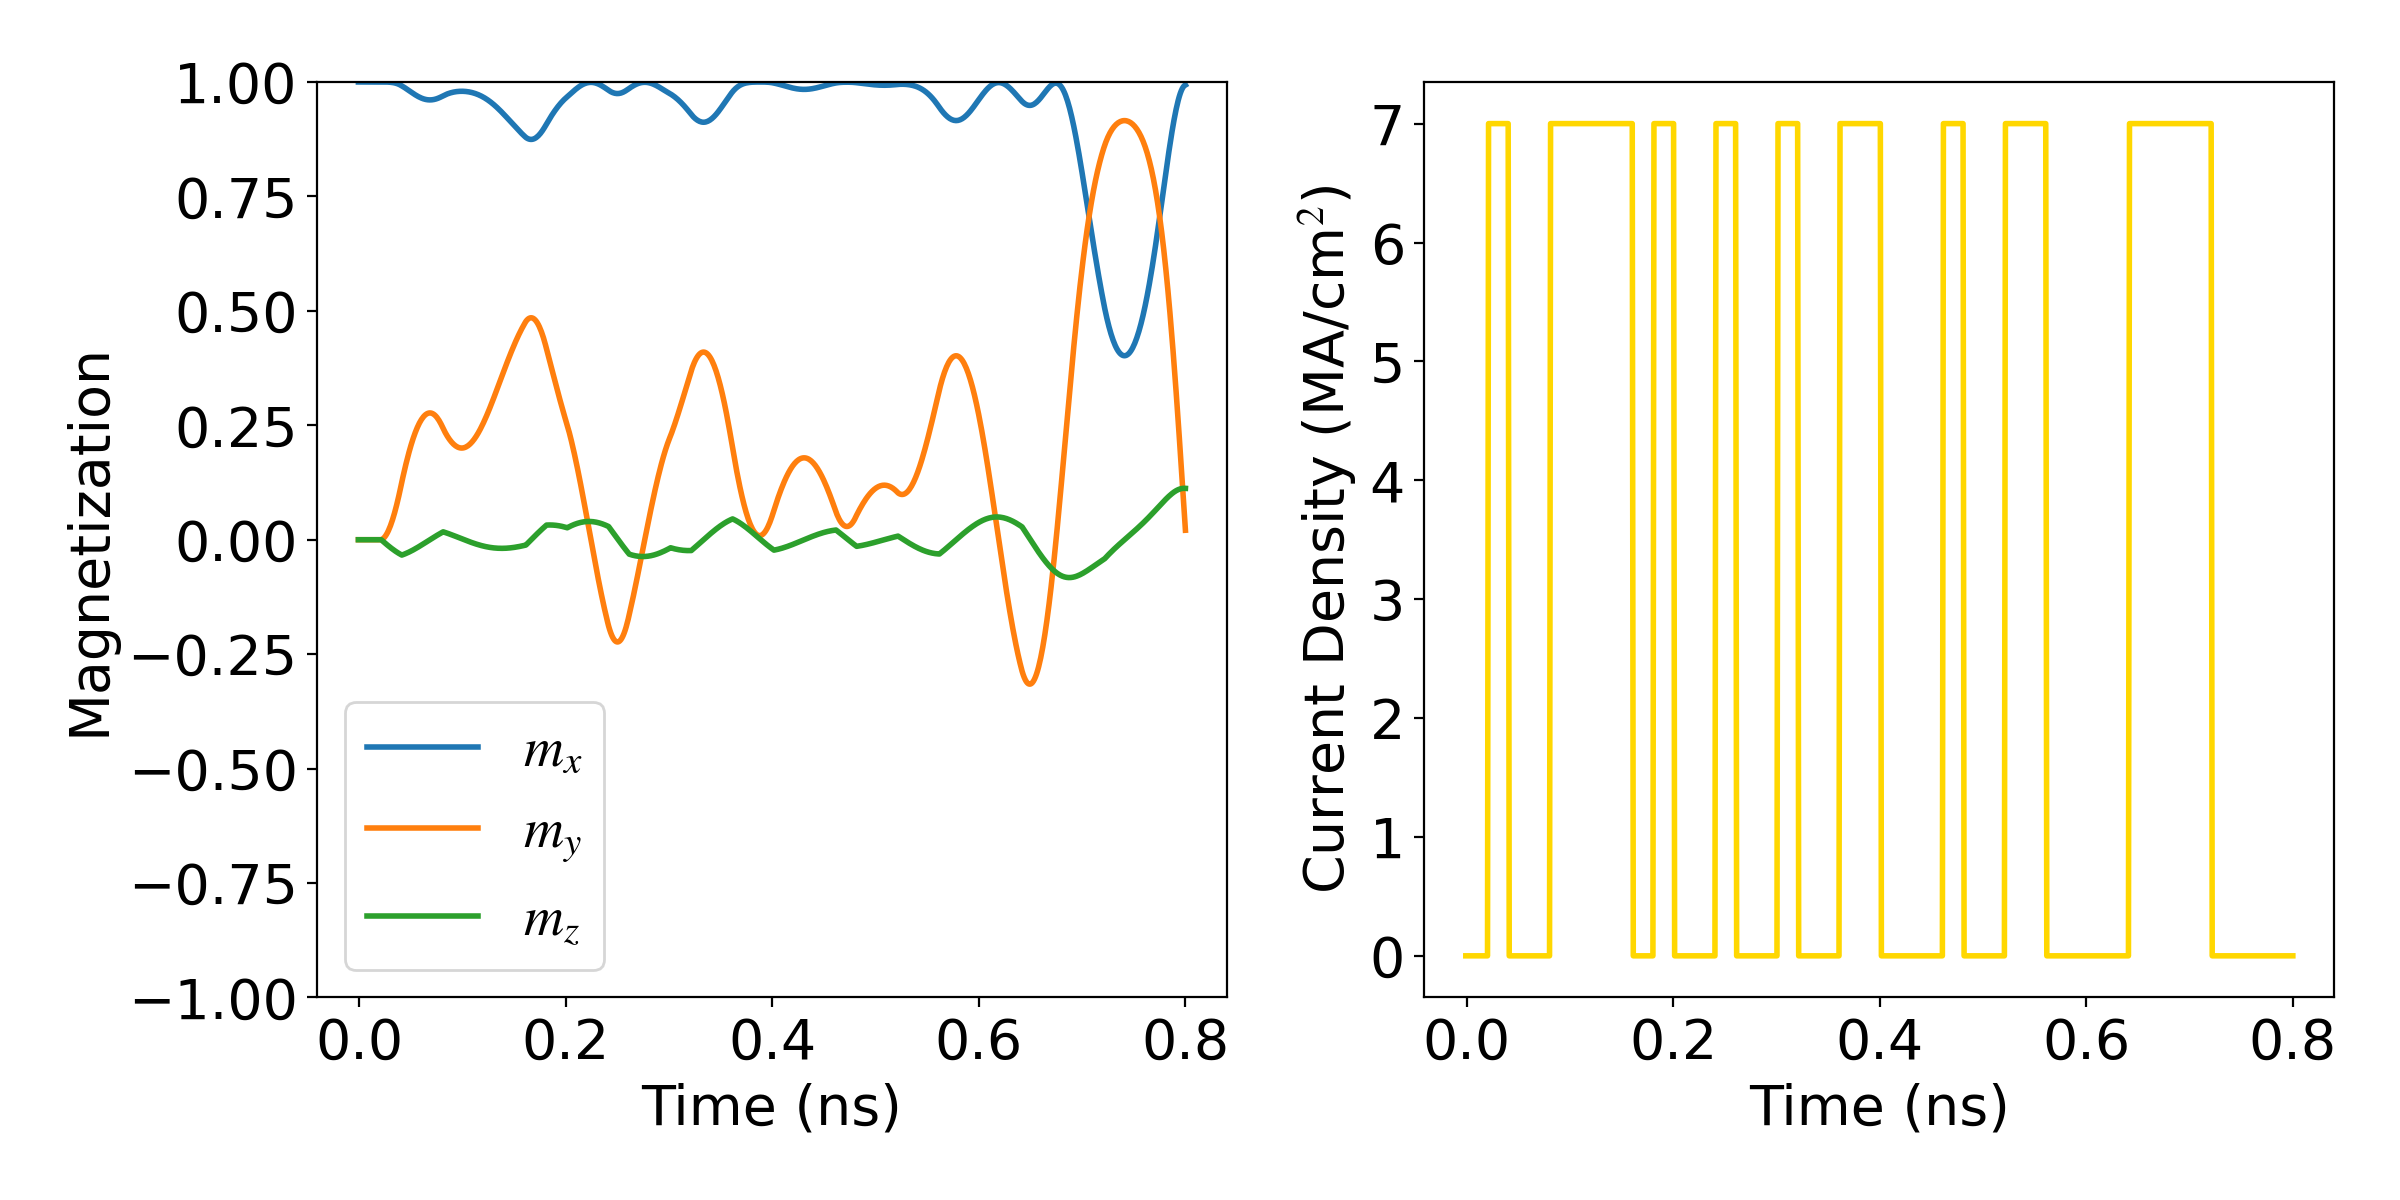 Magnetization
1.00
0.75
0.50
0.25
0.00
−0.25
−0.50
−0.75
−1.00
m_x
m_y
m_z
0.0 0.2 0.4 0.6 0.8
Time (ns)
Current Density (MA/cm²)
7
6
5
4
3
2
1
0
0.0 0.2 0.4 0.6 0.8
Time (ns)